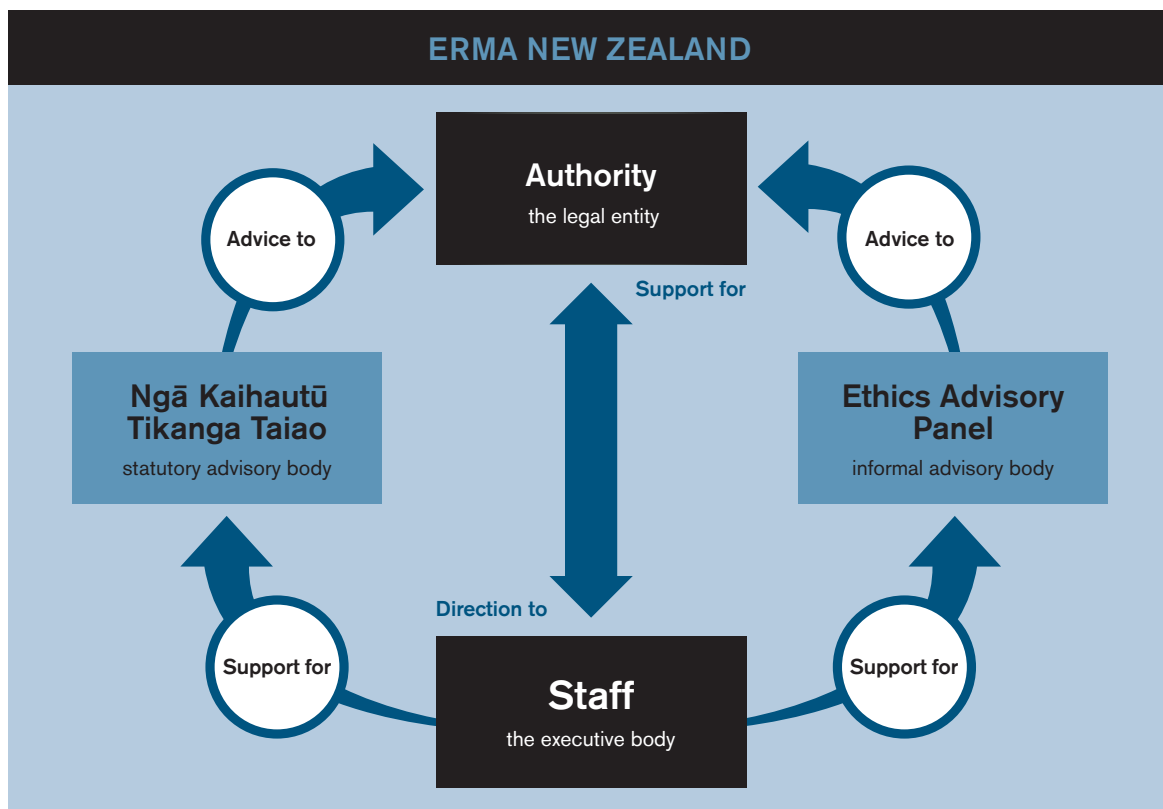 ERMA NEW ZEALAND
Authority
the legal entity
Advice to
Advice to
Support for
Ngā Kaihautū
Tikanga Taiao
statutory advisory body
Ethics Advisory
Panel
informal advisory body
Direction to
Support for
Support for
Staff
the executive body